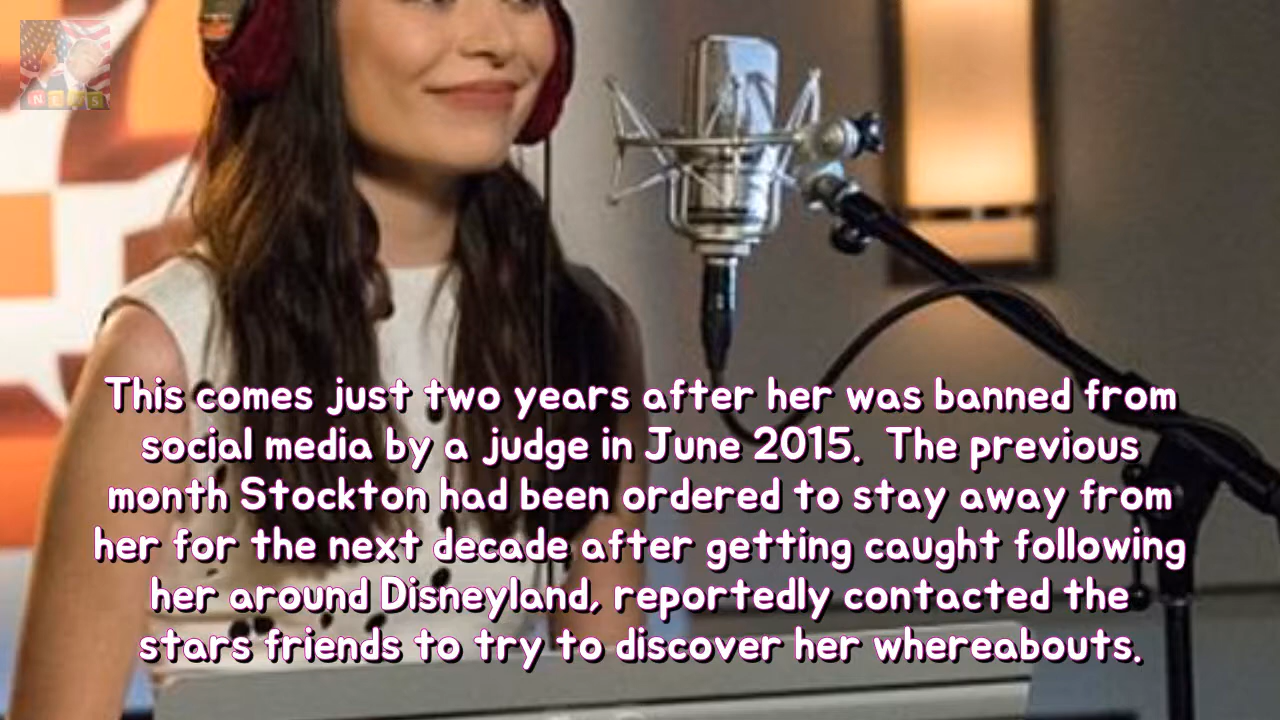 NEWS
This comes just two years after her was banned from
social media by a judge in June 2015.  The previous
month Stockton had been ordered to stay away from
her for the next decade after getting caught following
her around Disneyland, reportedly contacted the
stars friends to try to discover her whereabouts.